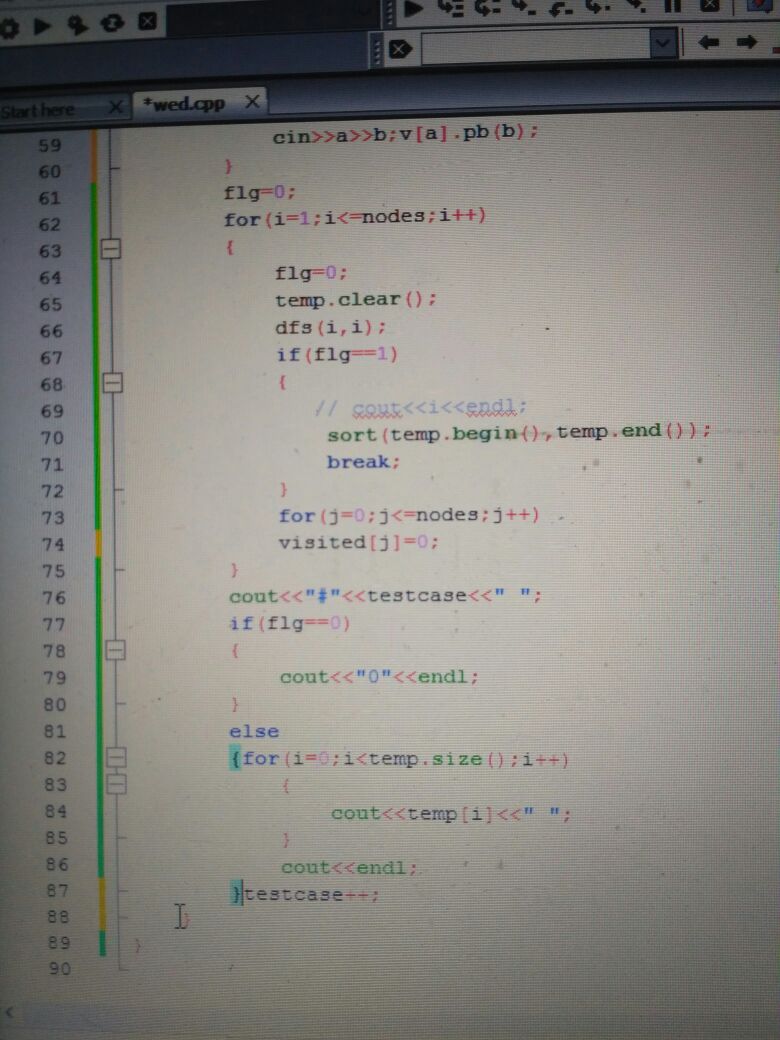 Start here
*wed.cpp
59 cin>>a>>b;v[a].pb(b);
60 }
61 flg=0;
62 for(i=1;i<=nodes;i++)
63 {
64 flg=0;
65 temp.clear();
66 dfs(i,i);
67 if(flg==1)
68 {
69 // cout<<i<<endl;
70 sort(temp.begin(),temp.end());
71 break;
72 }
73 for(j=0;j<=nodes;j++)
74 visited[j]=0;
75 }
76 cout<<"#"<<testcase<<" ";
77 if(flg==0)
78 {
79 cout<<"0"<<endl;
80 }
81 else
82 {for(i=0;i<temp.size();i++)
83 {
84 cout<<temp[i]<<" ";
85 }
86 cout<<endl;
87 }testcase++;
88 }
89 }
90